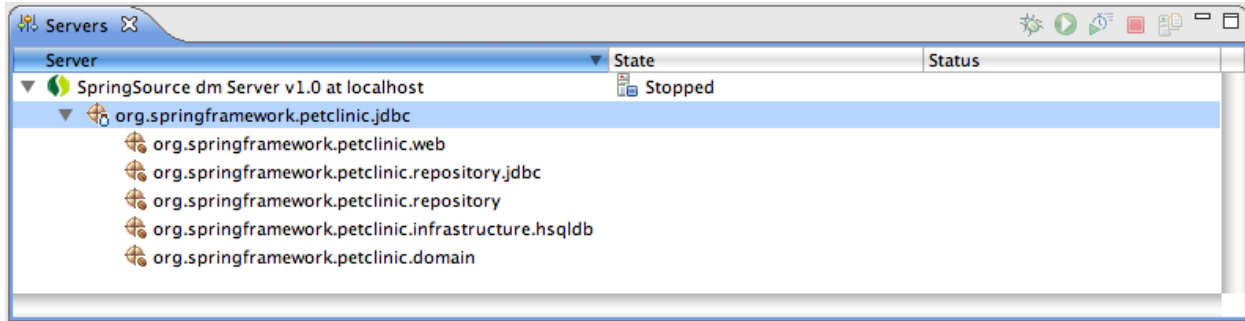 Servers
Server State Status
SpringSource dm Server v1.0 at localhost Stopped
org.springframework.petclinic.jdbc
org.springframework.petclinic.web
org.springframework.petclinic.repository.jdbc
org.springframework.petclinic.repository
org.springframework.petclinic.infrastructure.hsqldb
org.springframework.petclinic.domain